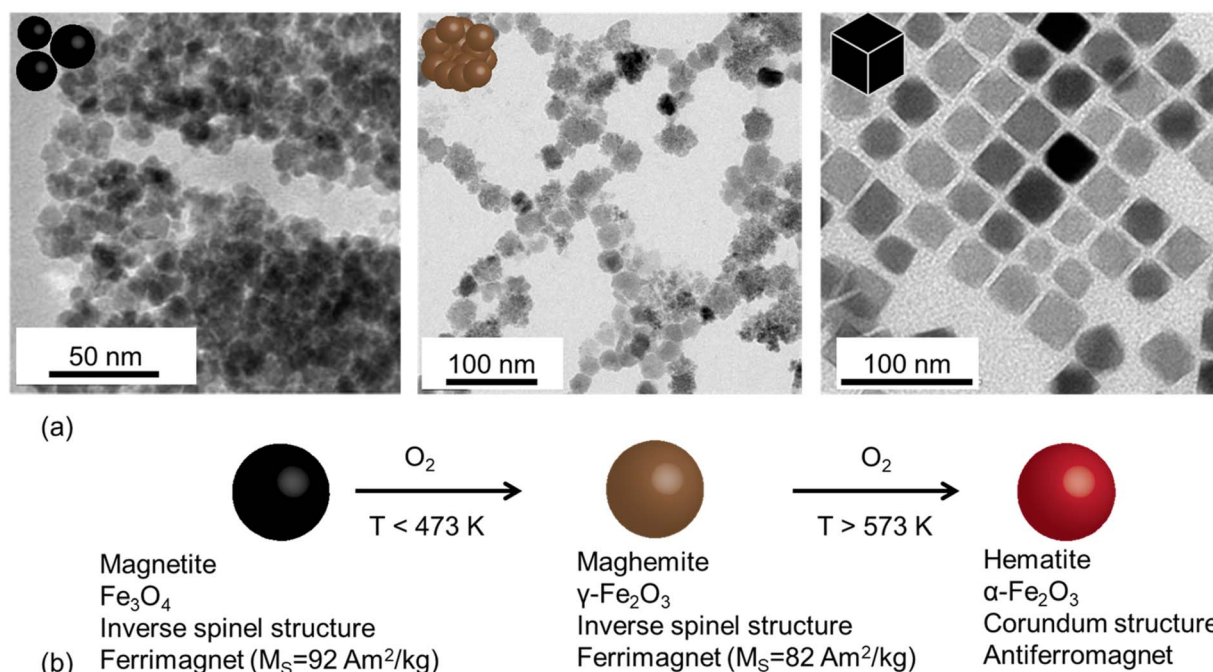 50 nm
100 nm
100 nm
(a)
O₂
O₂
T < 473 K
T > 573 K
Magnetite
Fe₃O₄
Inverse spinel structure
Ferrimagnet (Mₛ=92 Am²/kg)
Maghemite
γ-Fe₂O₃
Inverse spinel structure
Ferrimagnet (Mₛ=82 Am²/kg)
Hematite
α-Fe₂O₃
Corundum structure
Antiferromagnet
(b)